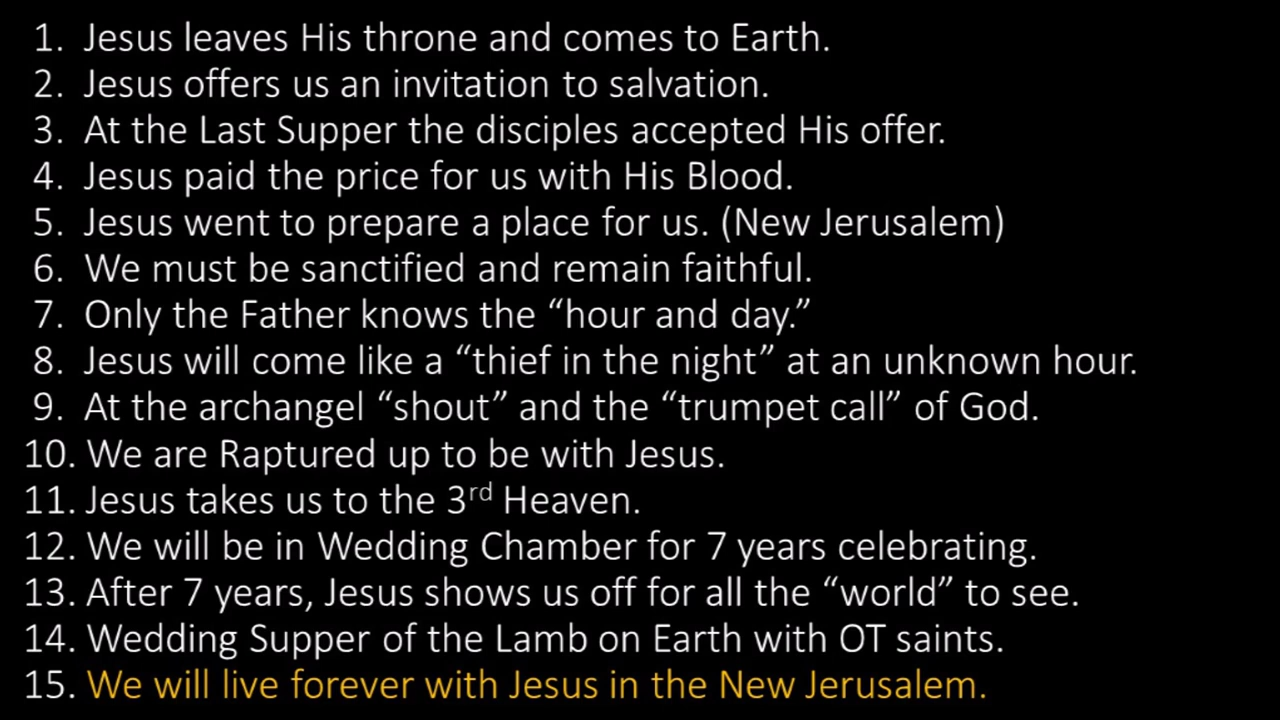 1. Jesus leaves His throne and comes to Earth.
2. Jesus offers us an invitation to salvation.
3. At the Last Supper the disciples accepted His offer.
4. Jesus paid the price for us with His Blood.
5. Jesus went to prepare a place for us. (New Jerusalem)
6. We must be sanctified and remain faithful.
7. Only the Father knows the “hour and day.”
8. Jesus will come like a “thief in the night” at an unknown hour.
9. At the archangel “shout” and the “trumpet call” of God.
10. We are Raptured up to be with Jesus.
11. Jesus takes us to the 3rd Heaven.
12. We will be in Wedding Chamber for 7 years celebrating.
13. After 7 years, Jesus shows us off for all the “world” to see.
14. Wedding Supper of the Lamb on Earth with OT saints.
15. We will live forever with Jesus in the New Jerusalem.